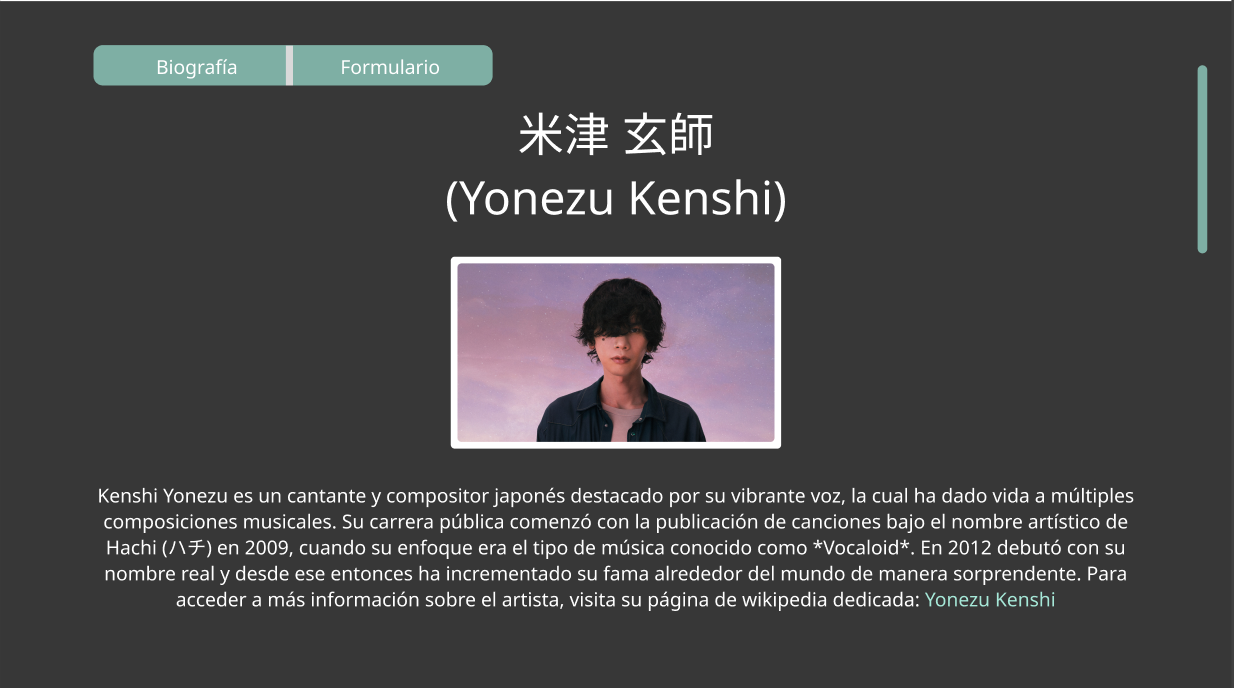 Biografía
Formulario
米津 玄師
(Yonezu Kenshi)
Kenshi Yonezu es un cantante y compositor japonés destacado por su vibrante voz, la cual ha dado vida a múltiples
composiciones musicales. Su carrera pública comenzó con la publicación de canciones bajo el nombre artístico de
Hachi (ハチ) en 2009, cuando su enfoque era el tipo de música conocido como *Vocaloid*. En 2012 debutó con su
nombre real y desde ese entonces ha incrementado su fama alrededor del mundo de manera sorprendente. Para
acceder a más información sobre el artista, visita su página de wikipedia dedicada: Yonezu Kenshi